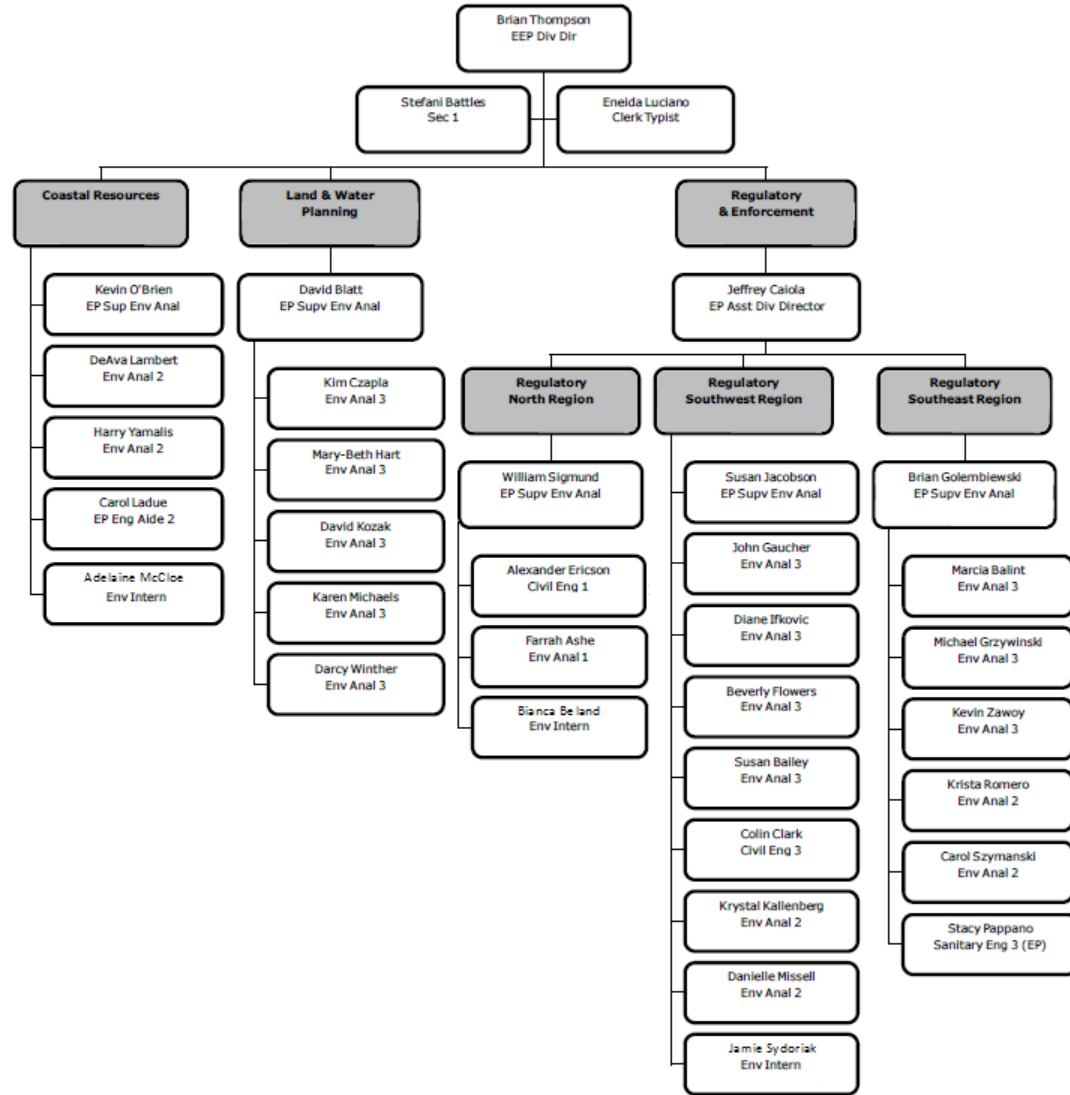 Brian Thompson
EEP Div Dir
Stefani Battles
Sec 1
Eneida Luciano
Clerk Typist
Coastal Resources
Kevin O'Brien
EP Sup Env Anal
DeAva Lambert
Env Anal 2
Harry Yamalis
Env Anal 2
Carol Ladue
EP Eng Aide 2
Adelaine McCloe
Env Intern
Land & Water
Planning
David Blatt
EP Supv Env Anal
Kim Czapla
Env Anal 3
Mary-Beth Hart
Env Anal 3
David Kozak
Env Anal 3
Karen Michaels
Env Anal 3
Darcy Winther
Env Anal 3
Regulatory
& Enforcement
Jeffrey Caiola
EP Asst Div Director
Regulatory
North Region
William Sigmund
EP Supv Env Anal
Alexander Ericson
Civil Eng 1
Farrah Ashe
Env Anal 1
Bianca Beland
Env Intern
Regulatory
Southwest Region
Susan Jacobson
EP Supv Env Anal
John Gaucher
Env Anal 3
Diane Ifkovic
Env Anal 3
Beverly Flowers
Env Anal 3
Susan Bailey
Env Anal 3
Colin Clark
Civil Eng 3
Krystal Kallenberg
Env Anal 2
Danielle Missell
Env Anal 2
Jamie Sydoriak
Env Intern
Regulatory
Southeast Region
Brian Golembiewski
EP Supv Env Anal
Marcia Balint
Env Anal 3
Michael Grzywinski
Env Anal 3
Kevin Zawoy
Env Anal 3
Krista Romero
Env Anal 2
Carol Szymanski
Env Anal 2
Stacy Pappano
Sanitary Eng 3 (EP)